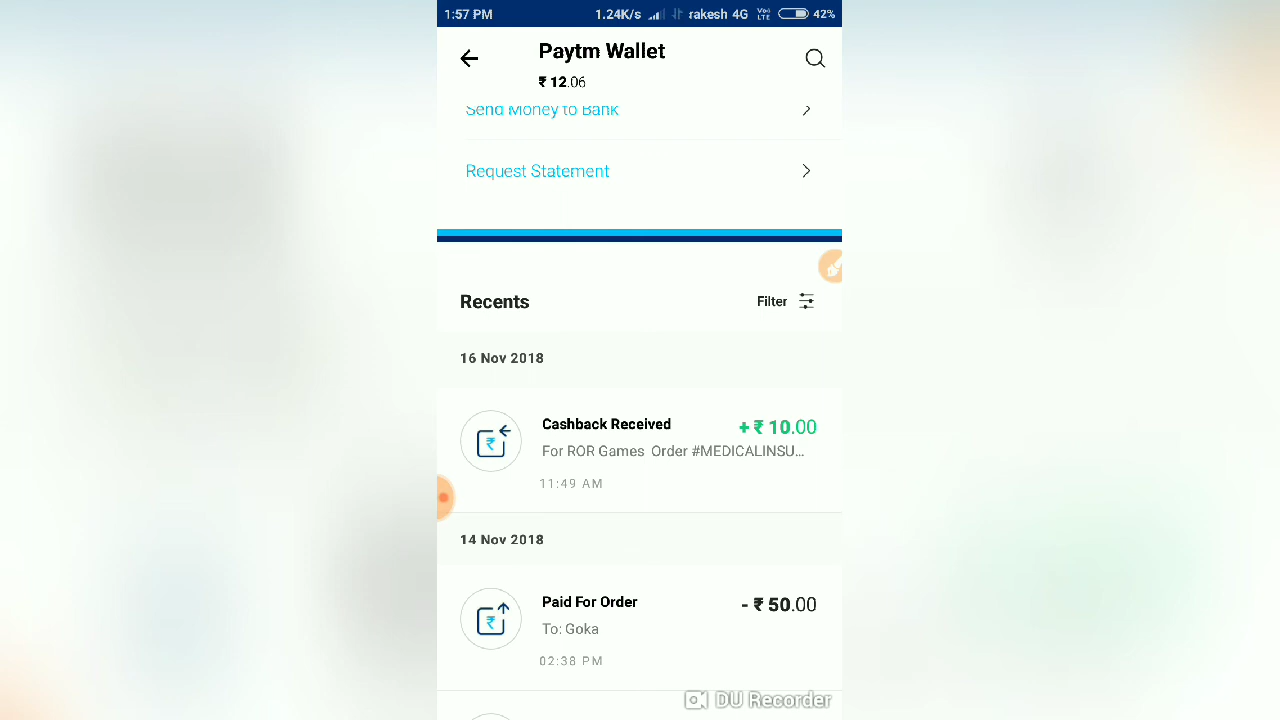 1:57 PM 1.24K/s rakesh 4G Vo) LTE 42%
Paytm Wallet
₹ 12.06
Send Money to Bank
Request Statement
Recents Filter
16 Nov 2018
Cashback Received + ₹ 10.00
For ROR Games Order #MEDICALINSU...
11:49 AM
14 Nov 2018
Paid For Order - ₹ 50.00
To: Goka
02:38 PM
DU Recorder